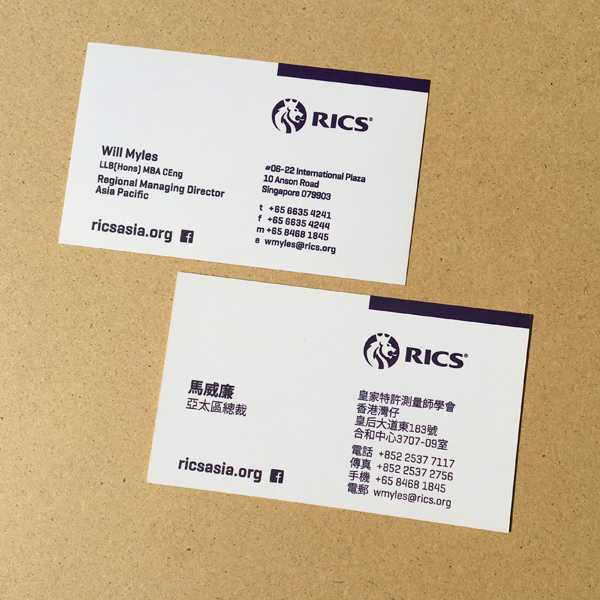 RICS®
Will Myles
LLB(Hons) MBA CEng
Regional Managing Director
Asia Pacific
ricsasia.org
#06-22 International Plaza
10 Anson Road
Singapore 079903
t +65 6635 4241
f +65 6635 4244
m +65 8468 1845
e wmyles@rics.org
RICS®
馬威廉
亞太區總裁
ricsasia.org
皇家特許測量師學會
香港灣仔
皇后大道東183號
合和中心3707-09室
電話 +852 2537 7117
傳真 +852 2537 2756
手機 +65 8468 1845
電郵 wmyles@rics.org